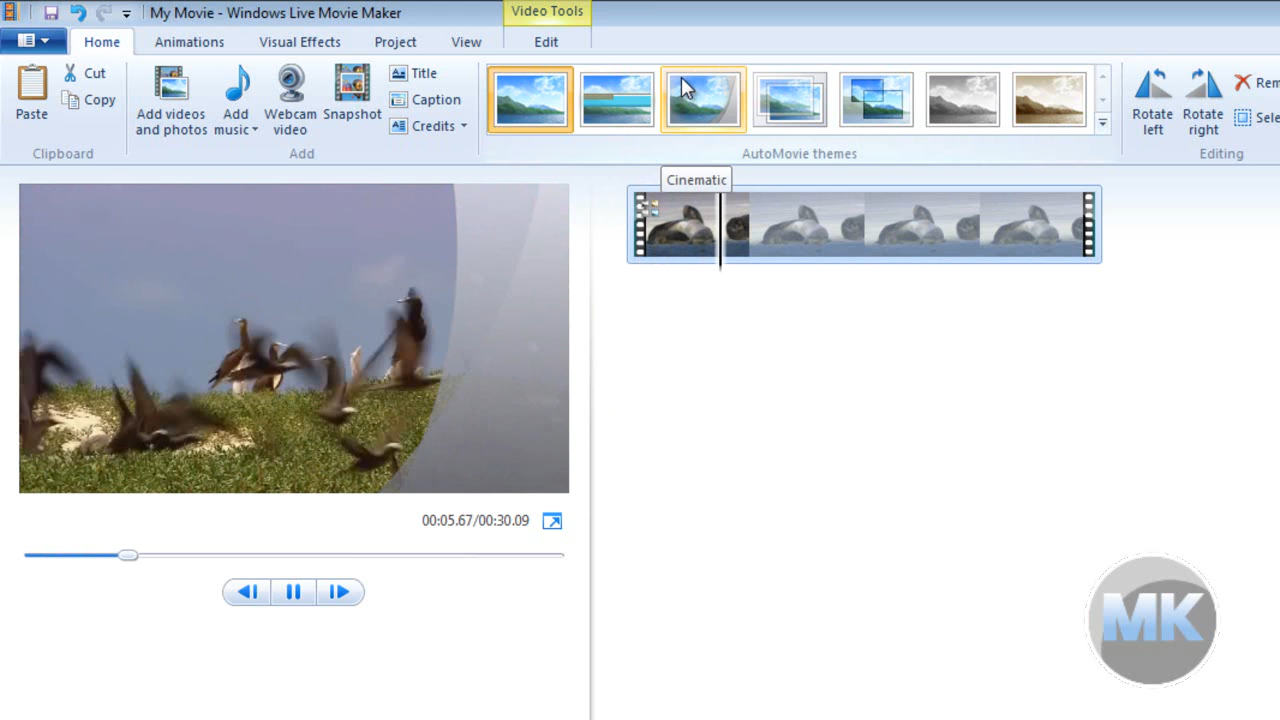 My Movie - Windows Live Movie Maker
Video Tools
Home
Animations
Visual Effects
Project
View
Edit
Paste
Cut
Copy
Clipboard
Add videos
and photos
Add
music
Webcam
video
Snapshot
Title
Caption
Credits
Add
AutoMovie themes
Rotate
left
Rotate
right
Rem
Sele
Editing
Cinematic
00:05.67/00:30.09
MK